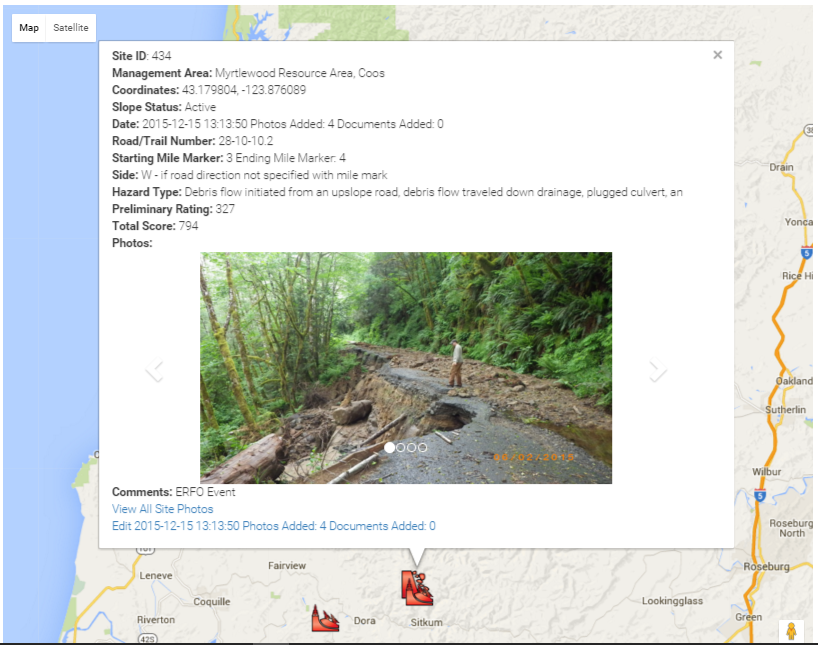 Map Satellite
Site ID: 434
Management Area: Myrtlewood Resource Area, Coos
Coordinates: 43.179804, -123.876089
Slope Status: Active
Date: 2015-12-15 13:13:50 Photos Added: 4 Documents Added: 0
Road/Trail Number: 28-10-10.2
Starting Mile Marker: 3 Ending Mile Marker: 4
Side: W - if road direction not specified with mile mark
Hazard Type: Debris flow initiated from an upslope road, debris flow traveled down drainage, plugged culvert, an
Preliminary Rating: 327
Total Score: 794
Photos:
Comments: ERFO Event
View All Site Photos
Edit 2015-12-15 13:13:50 Photos Added: 4 Documents Added: 0
Drain
Yonca
5
Rice Hi
Oakland
Sutherlin
Wilbur
5
Roseburg
North
Roseburg
Fairview
Leneve
Coquille
Lookingglass
Riverton
Dora
Sitkum
Green
42S